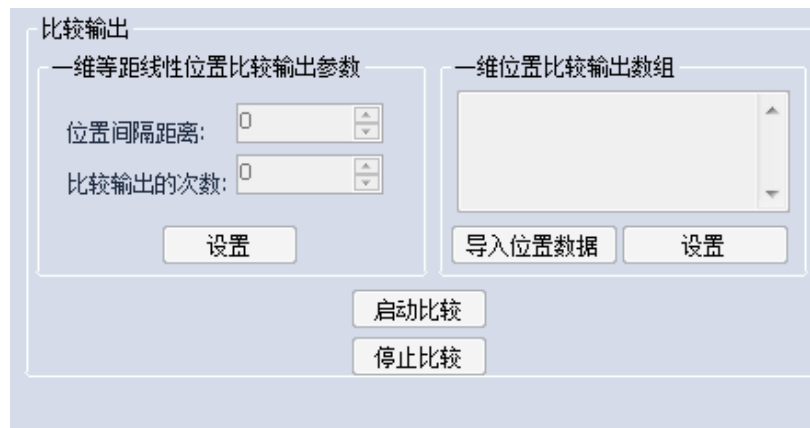 比较输出
一维等距线性位置比较输出参数
位置间隔距离:
0
比较输出的次数:
0
设置
一维位置比较输出数组
导入位置数据
设置
启动比较
停止比较